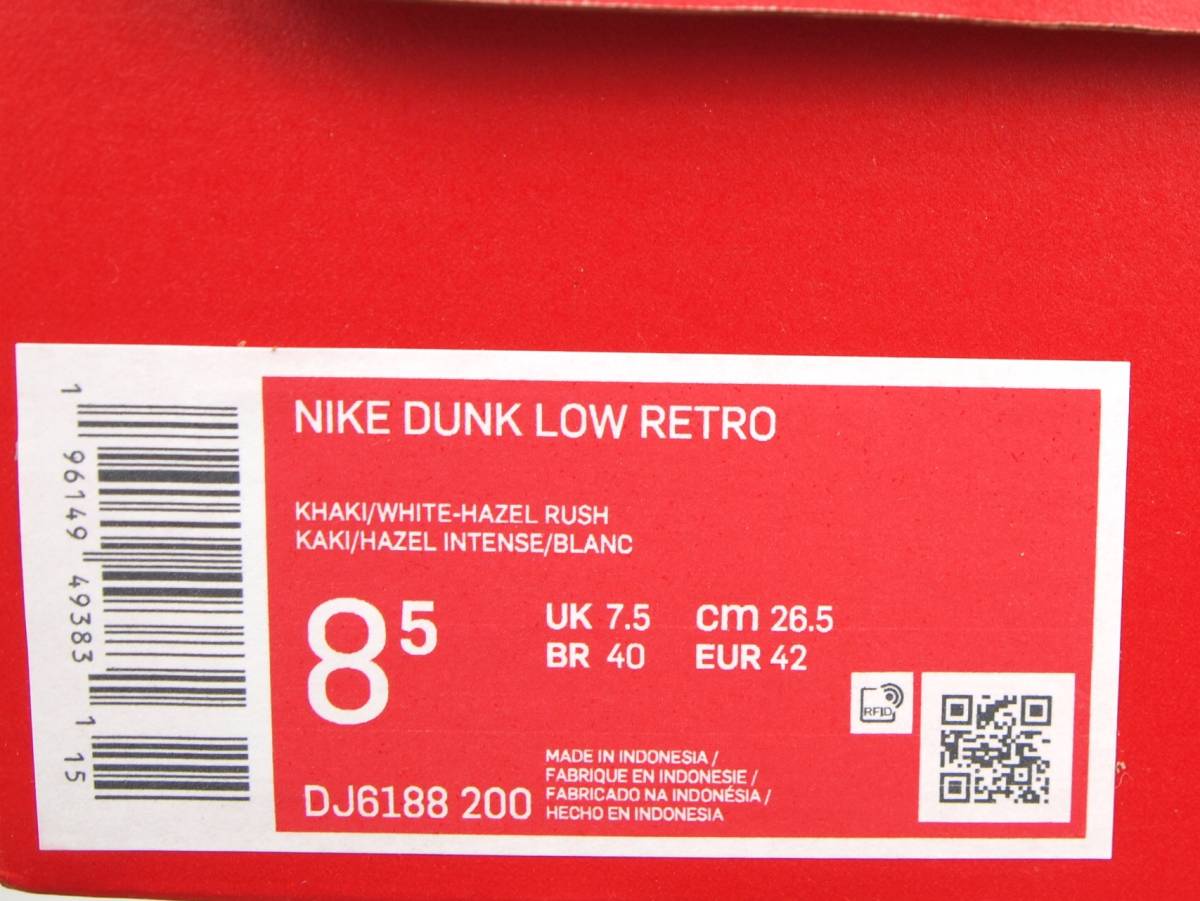 NIKE DUNK LOW RETRO
KHAKI/WHITE-HAZEL RUSH
KAKI/HAZEL INTENSE/BLANC
8 5
UK 7.5 cm 26.5
BR 40 EUR 42
RFID
MADE IN INDONESIA /
FABRIQUE EN INDONESIE /
FABRICADO NA INDONÉSIA /
HECHO EN INDONESIA
DJ6188 200
1 96149 49383 1 15